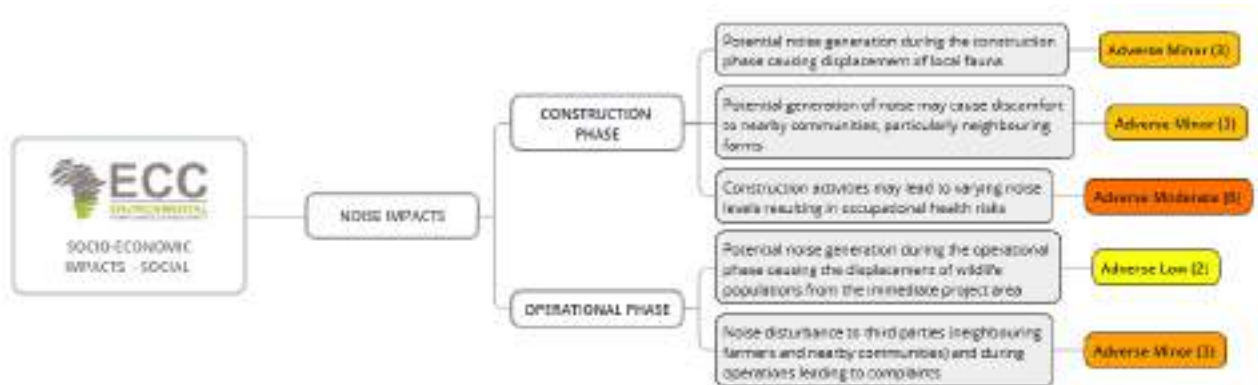 Potential noise generation during the construction
phase causing displacement of local fauna
Adverse Minor (3)
Potential generation of noise may cause discomfort
to nearby communities, particularly neighbouring
farms
Adverse Minor (3)
CONSTRUCTION
PHASE
Construction activities may lead to varying noise
levels resulting in occupational health risks
Adverse Moderate (6)
ECC
ENVIRONMENTAL
SOCIO-ECONOMIC
IMPACTS - SOCIAL
NOISE IMPACTS
Potential noise generation during the operational
phase causing the displacement of wildlife
populations from the immediate project area
Adverse Low (2)
OPERATIONAL PHASE
Noise disturbance to third parties (neighbouring
farmers and nearby communities) and during
operations leading to complaints
Adverse Minor (3)